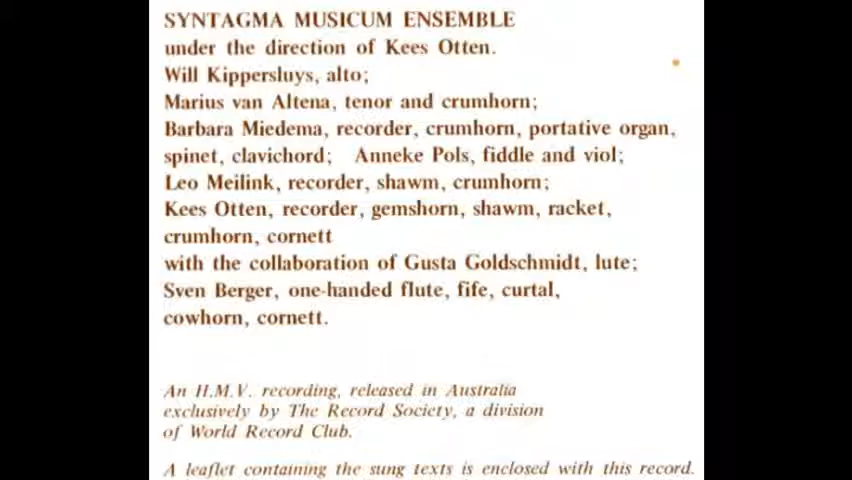 SYNTAGMA MUSICUM ENSEMBLE
under the direction of Kees Otten.
Will Kippersluys, alto;
Marius van Altena, tenor and crumhorn;
Barbara Miedema, recorder, crumhorn, portative organ,
spinet, clavichord; Anneke Pols, fiddle and viol;
Leo Meilink, recorder, shawm, crumhorn;
Kees Otten, recorder, gemshorn, shawm, racket,
crumhorn, cornett
with the collaboration of Gusta Goldschmidt, lute;
Sven Berger, one-handed flute, fife, curtal,
cowhorn, cornett.
An H.M.V. recording, released in Australia
exclusively by The Record Society, a division
of World Record Club.
A leaflet containing the sung texts is enclosed with this record.